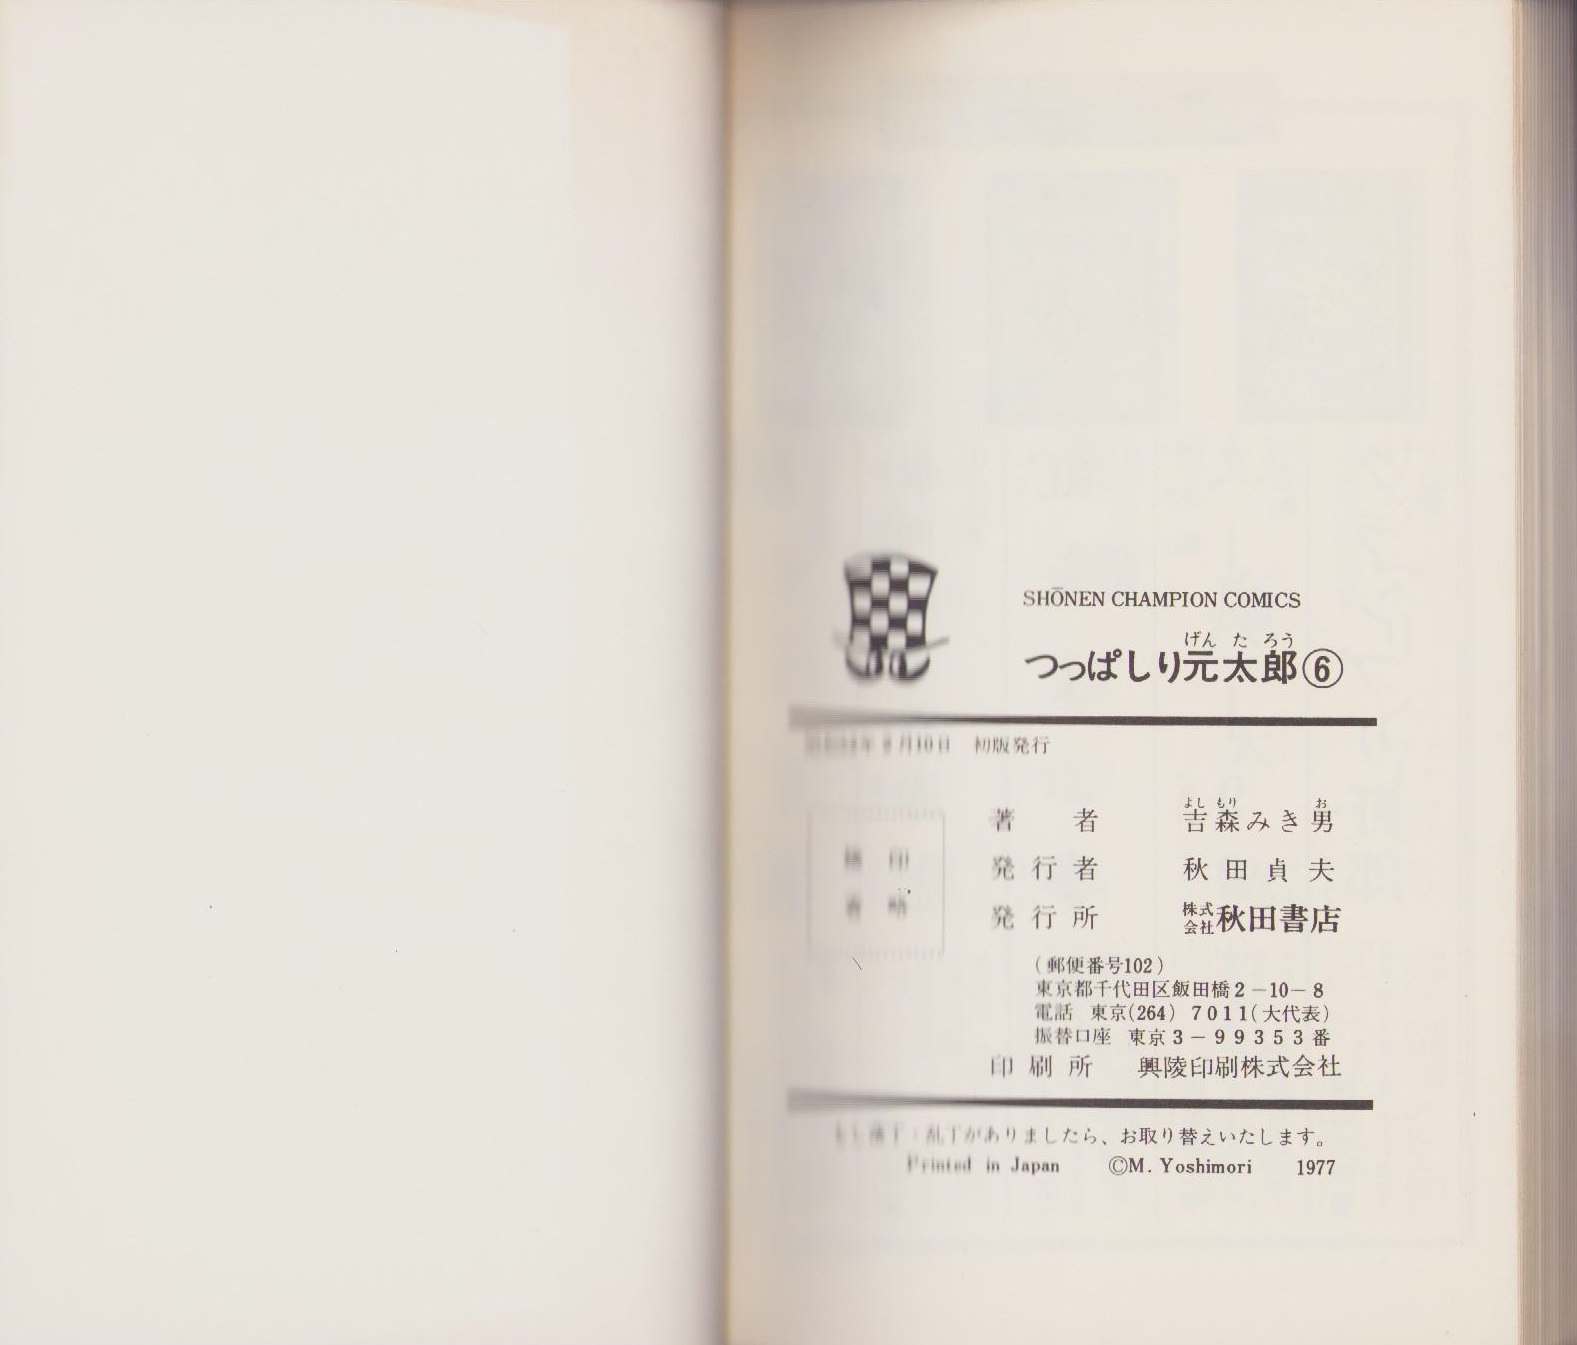 SHŌNEN CHAMPION COMICS
げん た ろう
つっぱしり元太郎⑥
月10日 初版発行
よし もり お
著者 吉森みき男
発行者 秋田貞夫
発行所 株式会社秋田書店
(郵便番号102)
東京都千代田区飯田橋2-10-8
電話 東京(264) 7011(大代表)
振替口座 東京3-99353番
印刷所 興陵印刷株式会社
検印
・乱丁がありましたら、お取り替えいたします。
Printed in Japan ©M. Yoshimori 1977